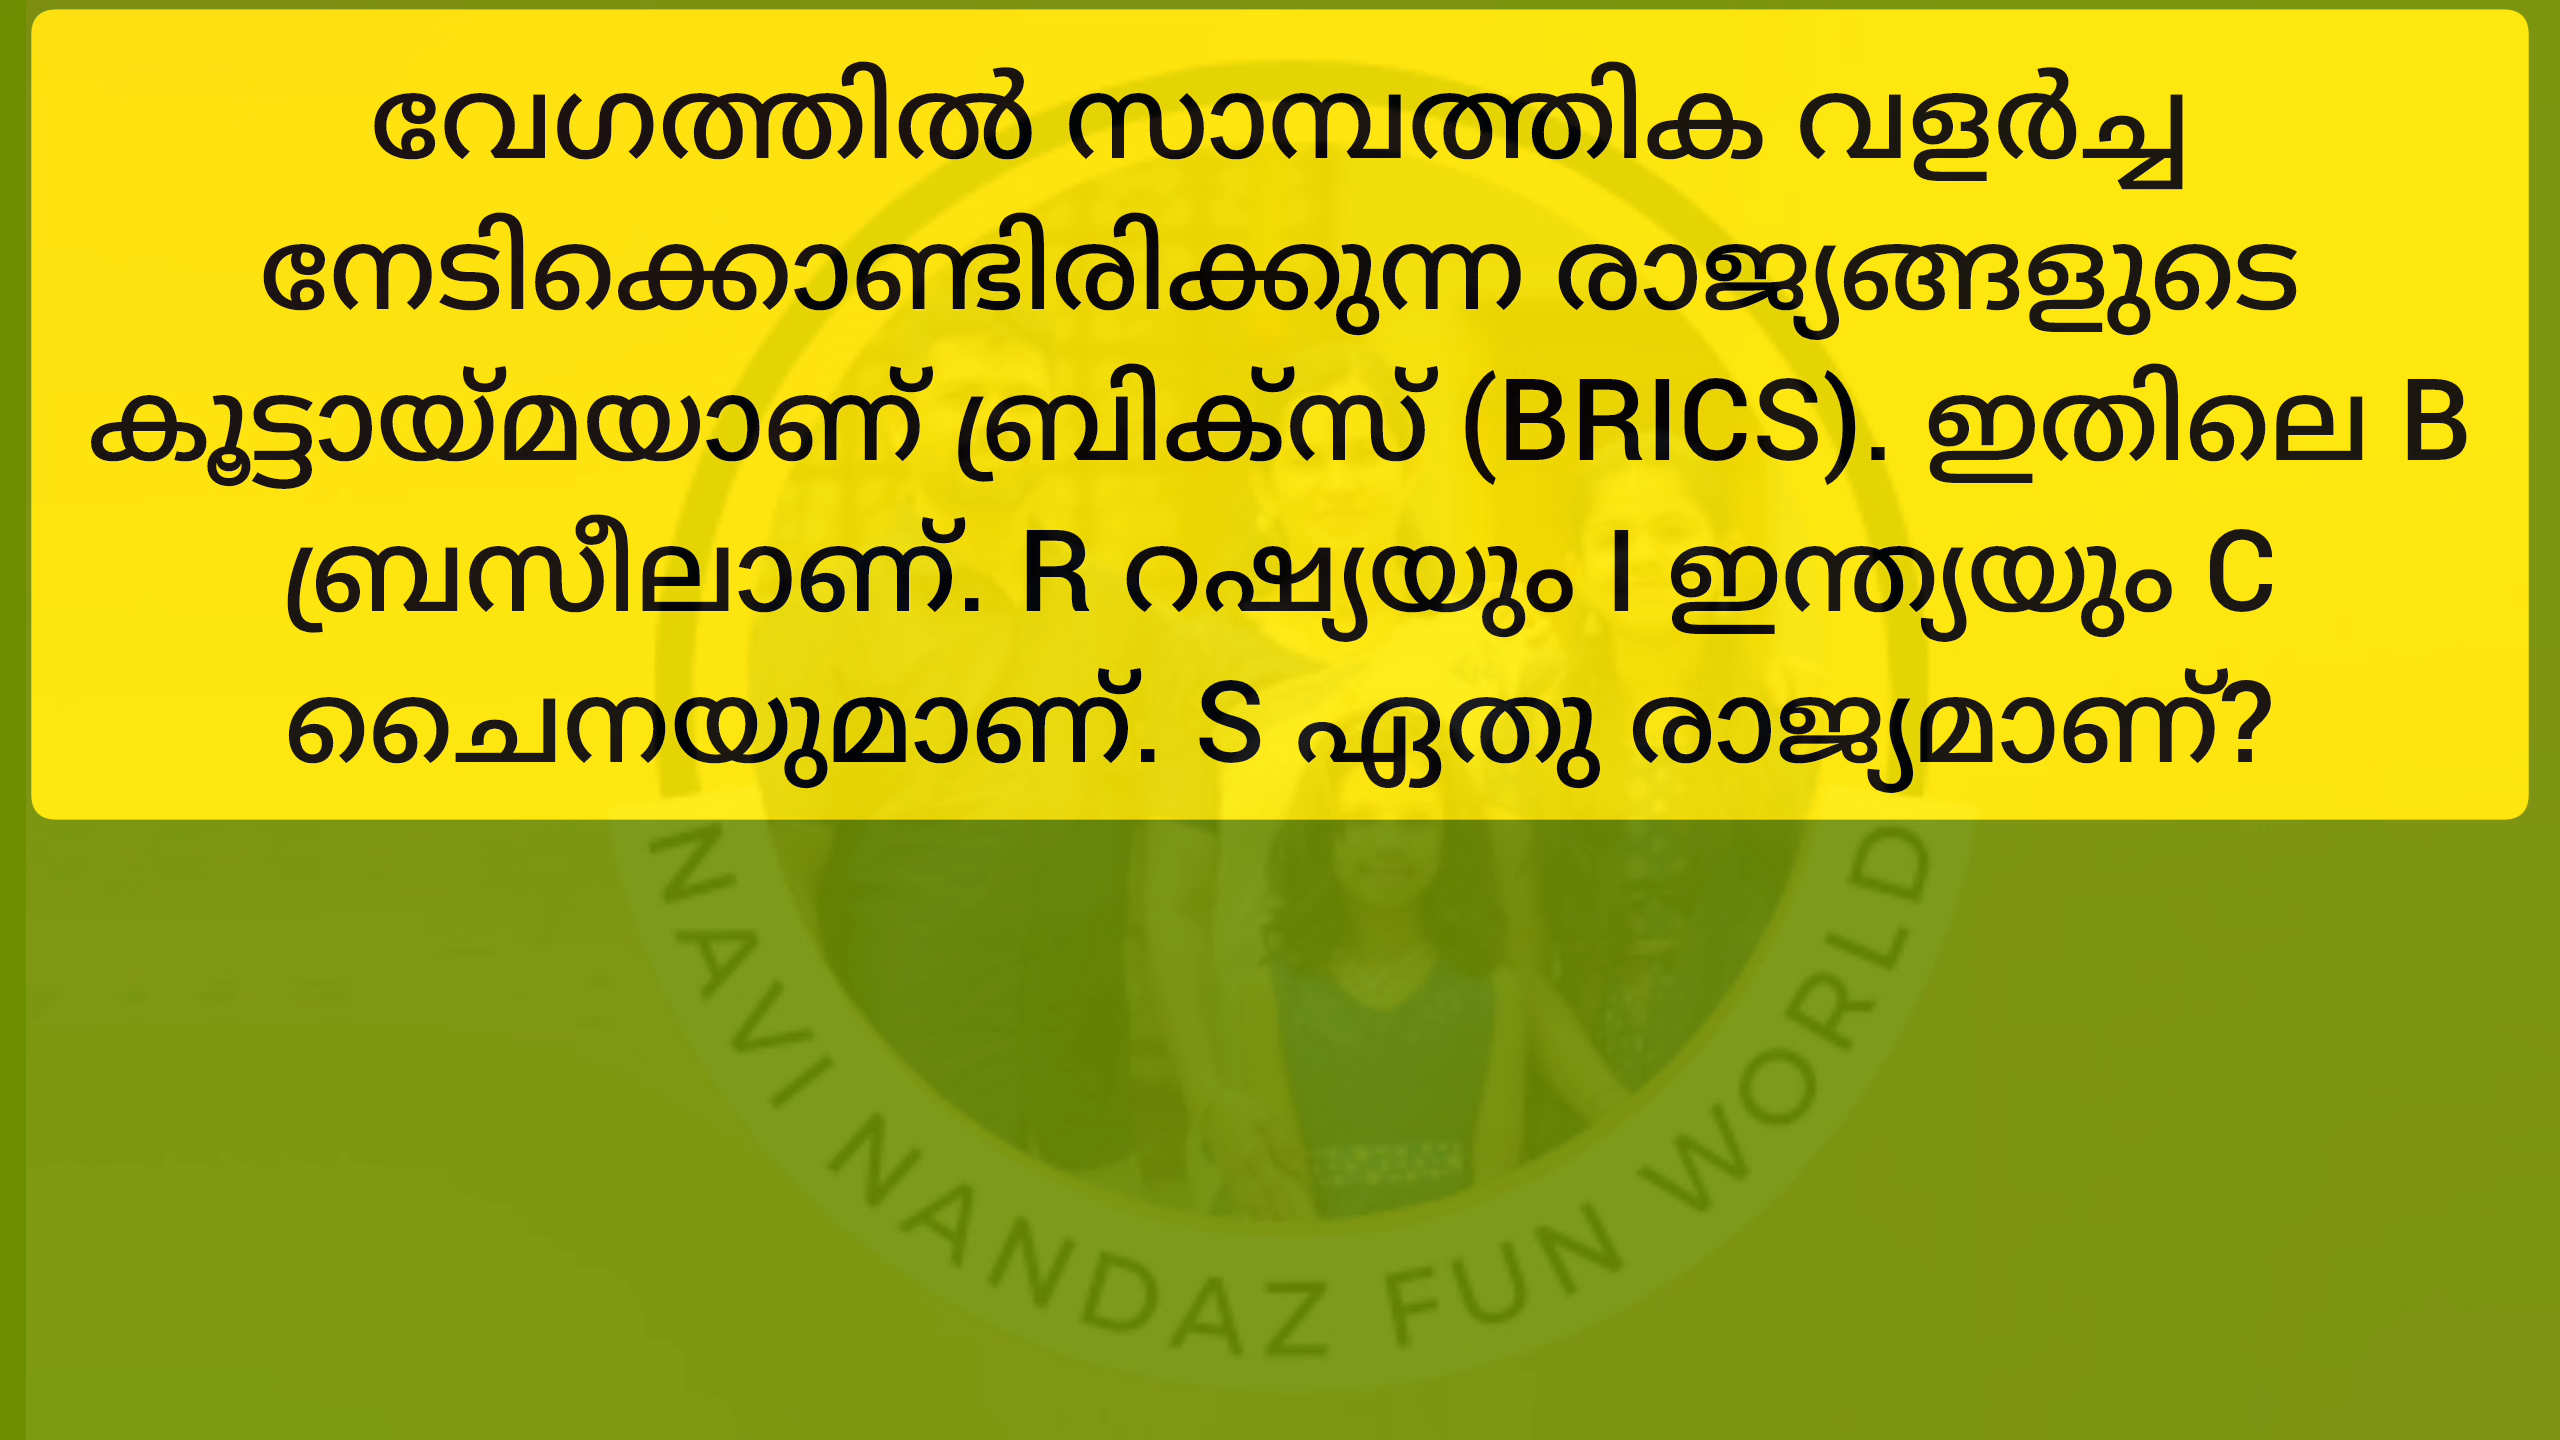 വേഗത്തിൽ സാമ്പത്തിക വളർച്ച
നേടിക്കൊണ്ടിരിക്കുന്ന രാജ്യങ്ങളുടെ
കൂട്ടായ്മയാണ് ബ്രിക്സ് (BRICS). ഇതിലെ B
ബ്രസീലാണ്. R റഷ്യയും I ഇന്ത്യയും C
ചൈനയുമാണ്. S ഏതു രാജ്യമാണ്?
NAVI NANDAZ FUN WORLD